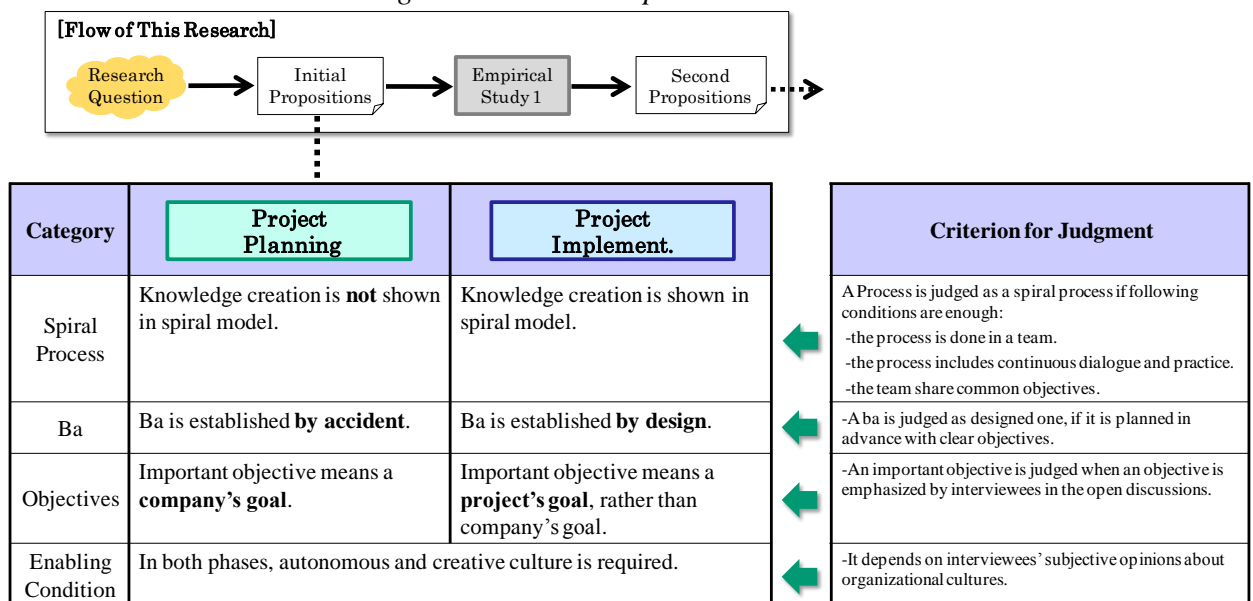 [Flow of This Research]
Research
Question
Initial
Propositions
Empirical
Study 1
Second
Propositions
Category
Project
Planning
Project
Implement.
Criterion for Judgment
Spiral
Process
Knowledge creation is not shown
in spiral model.
Knowledge creation is shown in
spiral model.
A Process is judged as a spiral process if following
conditions are enough:
-the process is done in a team.
-the process includes continuous dialogue and practice.
-the team share common objectives.
Ba
Ba is established by accident.
Ba is established by design.
-A ba is judged as designed one, if it is planned in
advance with clear objectives.
Objectives
Important objective means a
company's goal.
Important objective means a
project's goal, rather than
company's goal.
-An important objective is judged when an objective is
emphasized by interviewees in the open discussions.
Enabling
Condition
In both phases, autonomous and creative culture is required.
-It depends on interviewees' subjective opinions about
organizational cultures.